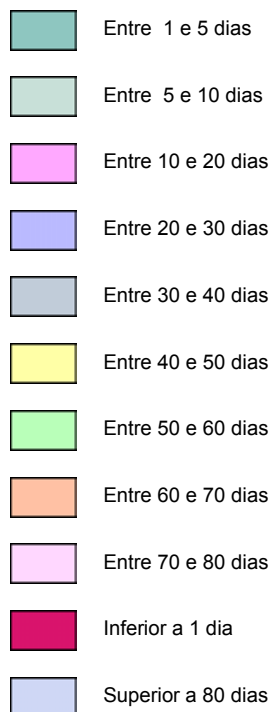 Entre 1 e 5 dias
Entre 5 e 10 dias
Entre 10 e 20 dias
Entre 20 e 30 dias
Entre 30 e 40 dias
Entre 40 e 50 dias
Entre 50 e 60 dias
Entre 60 e 70 dias
Entre 70 e 80 dias
Inferior a 1 dia
Superior a 80 dias